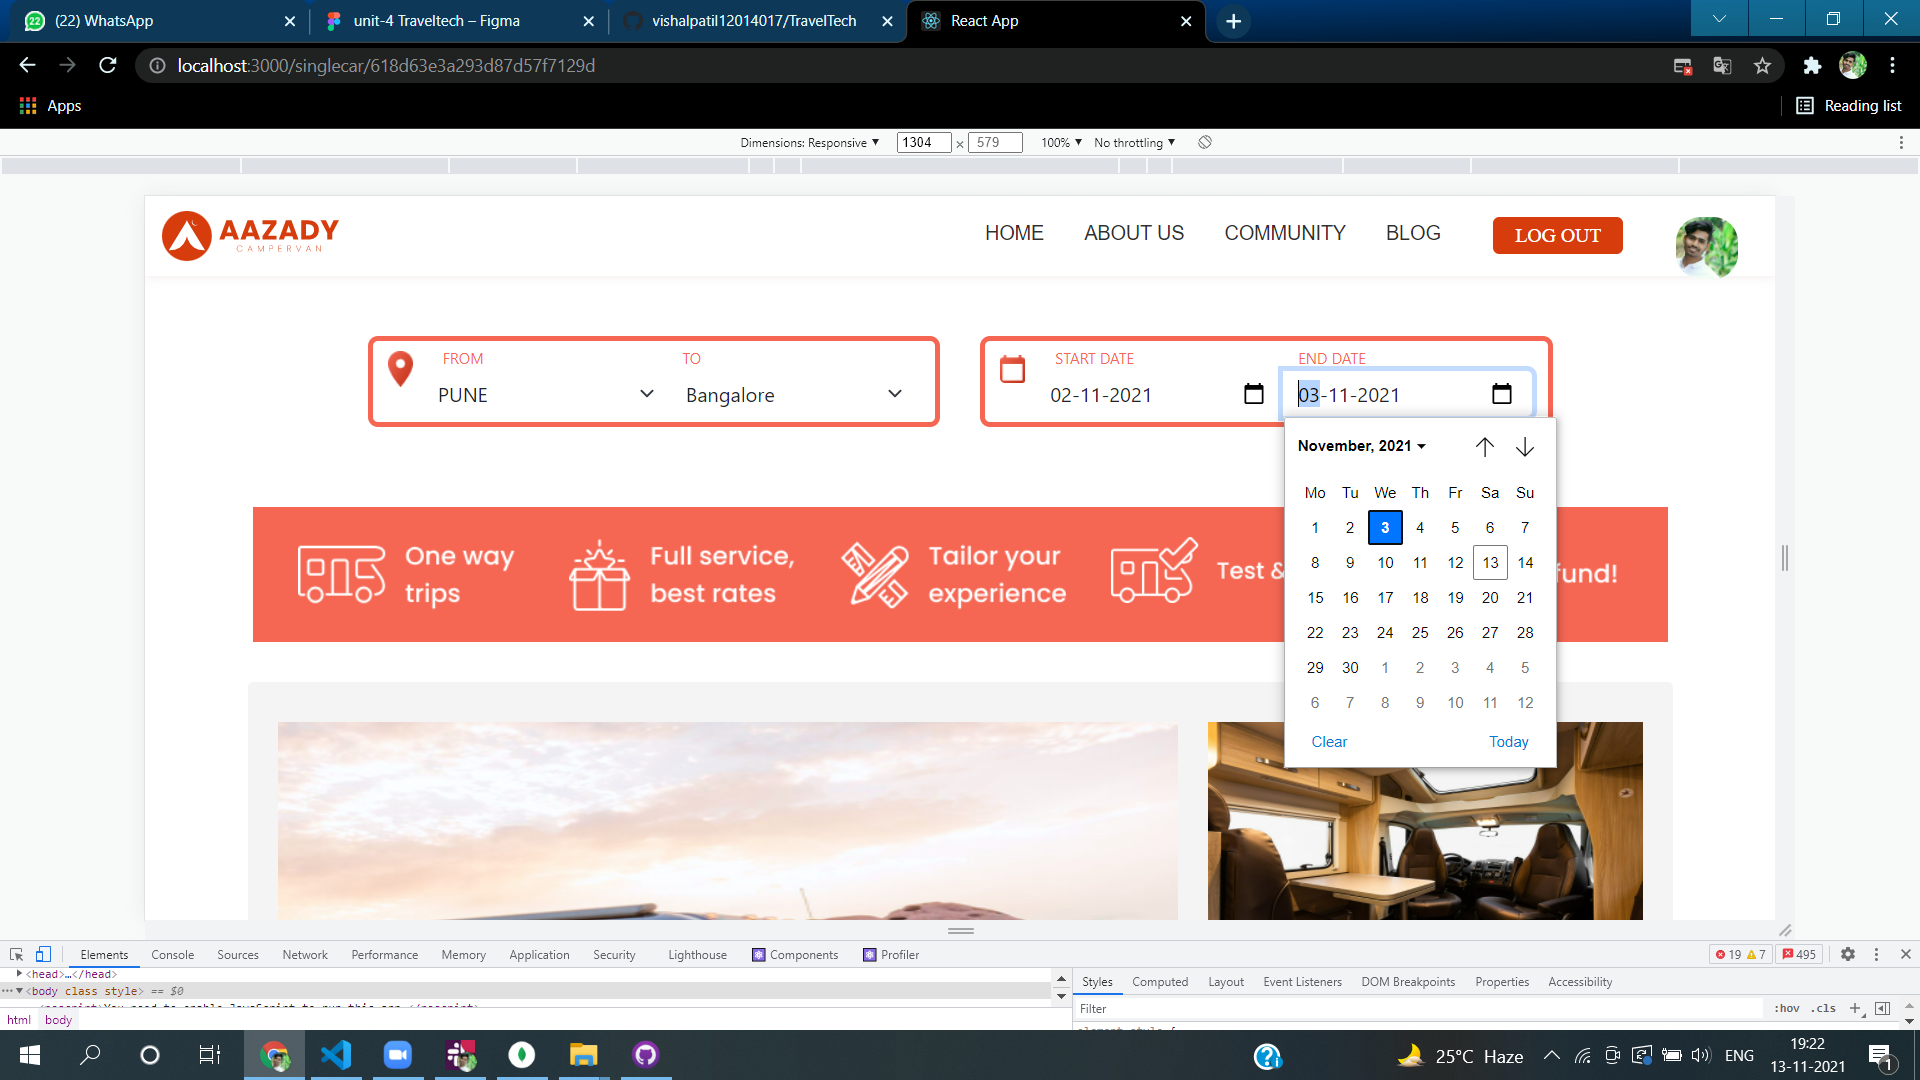 (22) WhatsApp
unit-4 Traveltech – Figma
vishalpatil12014017/TravelTech
React App
localhost:3000/singlecar/618d63e3a293d87d57f7129d
Apps
Reading list
Dimensions: Responsive 1304 × 579 100% No throttling
AAZADY
CAMPERVAN
HOME ABOUT US COMMUNITY BLOG LOG OUT
FROM TO
PUNE Bangalore
START DATE END DATE
02-11-2021 03-11-2021
November, 2021
Mo Tu We Th Fr Sa Su
1 2 3 4 5 6 7
8 9 10 11 12 13 14
15 16 17 18 19 20 21
22 23 24 25 26 27 28
29 30 1 2 3 4 5
6 7 8 9 10 11 12
Clear Today
One way
trips
Full service,
best rates
Tailor your
experience
Test &
fund!
Elements Console Sources Network Performance Memory Application Security Lighthouse Components Profiler 19 7 495
<head>…</head>
<body class style> == $0
html body
Styles Computed Layout Event Listeners DOM Breakpoints Properties Accessibility
Filter :hov .cls
25°C Haze ENG
19:22
13-11-2021
1